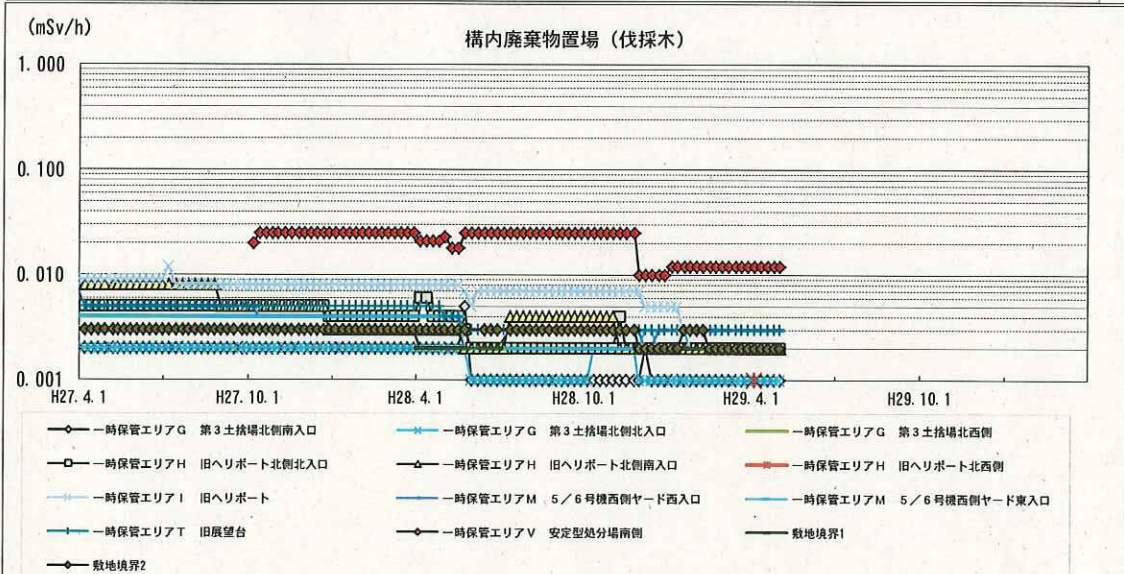 (mSv/h)
構内廃棄物置場（伐採木）
1.000
0.100
0.010
0.001
H27.4.1 H27.10.1 H28.4.1 H28.10.1 H29.4.1 H29.10.1
一時保管エリアG 第3土捨場北側南入口 一時保管エリアG 第3土捨場北側北入口 一時保管エリアG 第3土捨場北西側
一時保管エリアH 旧ヘリポート北側北入口 一時保管エリアH 旧ヘリポート北側南入口 一時保管エリアH 旧ヘリポート北西側
一時保管エリアI 旧ヘリポート 一時保管エリアM 5／6号機西側ヤード西入口 一時保管エリアM 5／6号機西側ヤード東入口
一時保管エリアT 旧展望台 一時保管エリアV 安定型処分場南側 敷地境界1
敷地境界2